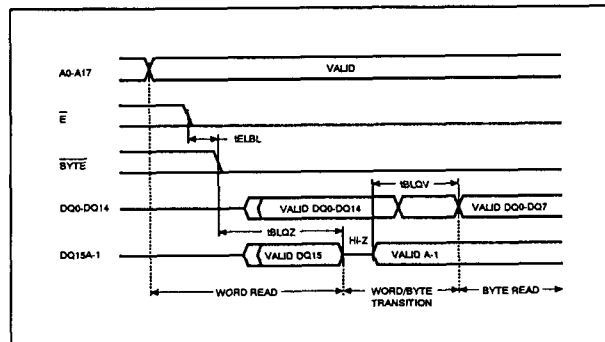 A0-A17
VALID
E
tELBL
BYTE
tBLQV
DQ0-DQ14
VALID DQ0-DQ14
VALID DQ0-DQ7
tBLQZ
HI-Z
DQ15A-1
VALID DQ15
VALID A-1
WORD READ
WORD/BYTE
TRANSITION
BYTE READ